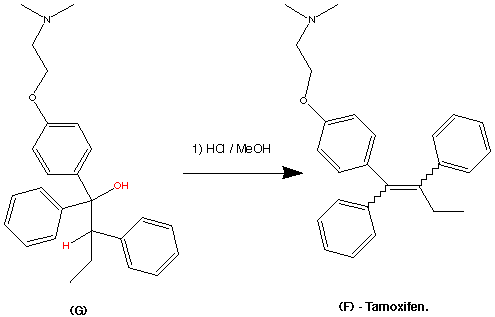 N
N
O
O
1) HCl / MeOH
OH
H
(G)
(F) - Tamoxifen.